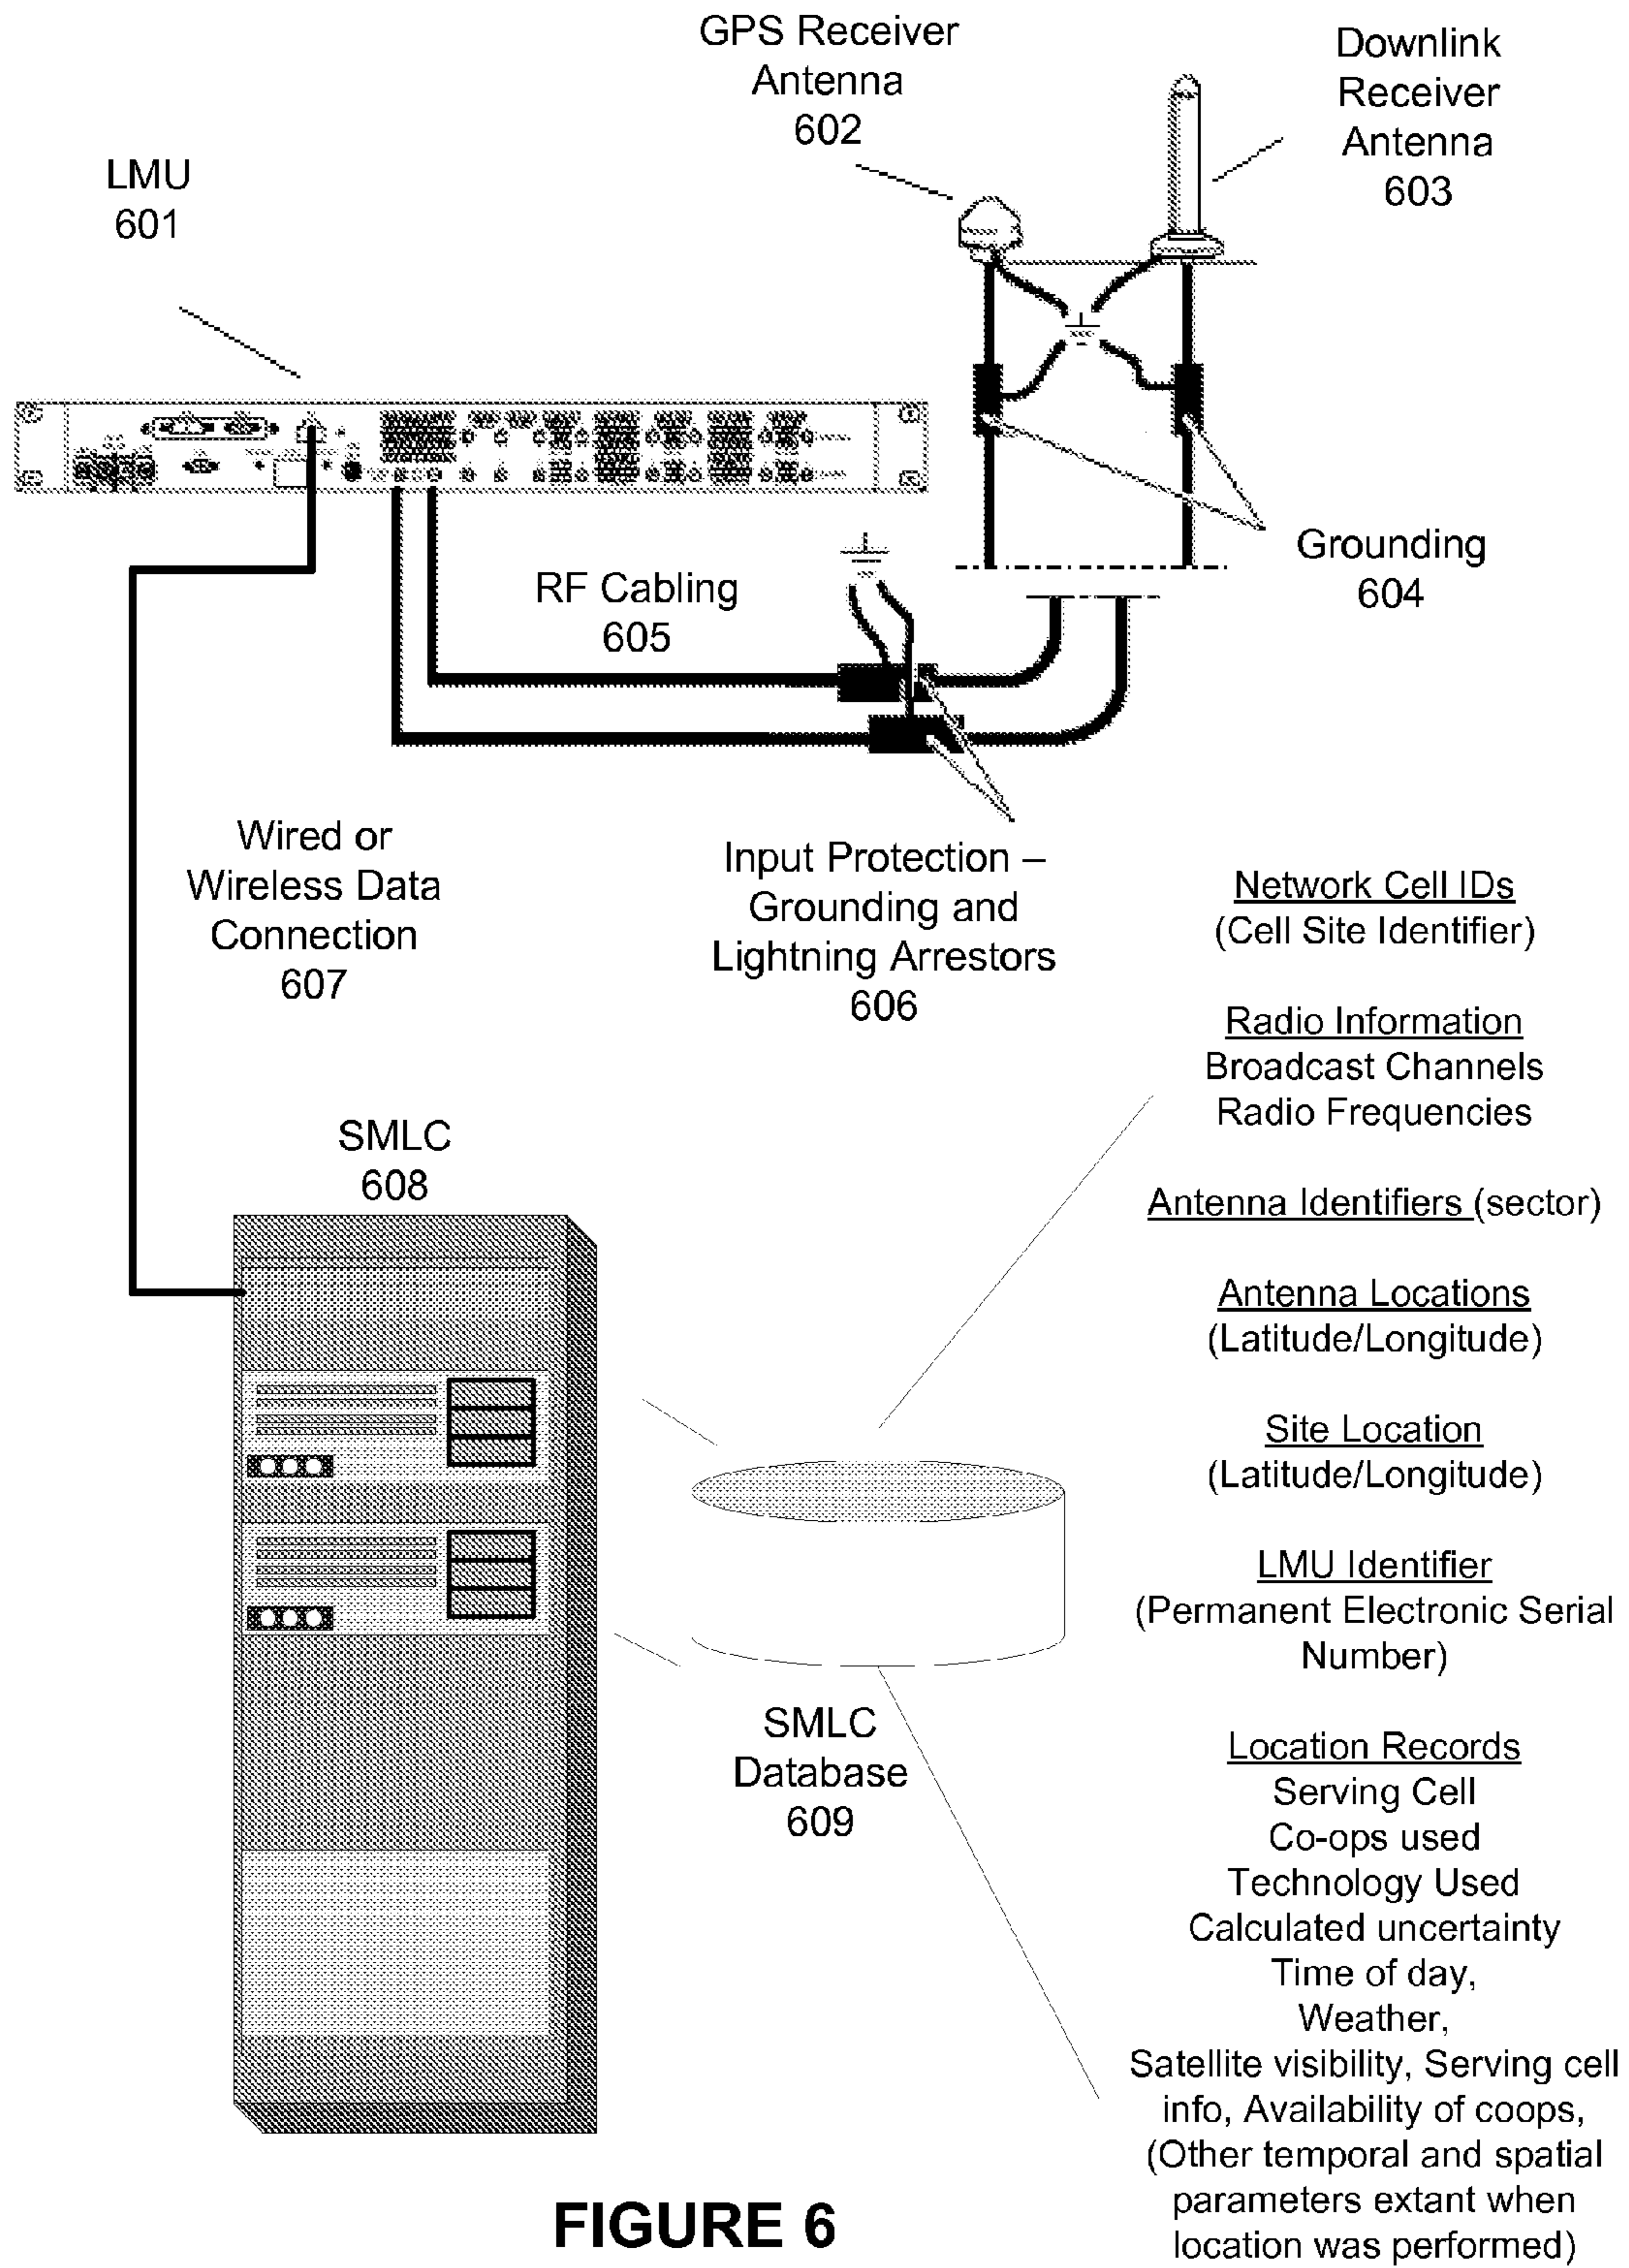 GPS Receiver
Antenna
602
Downlink
Receiver
Antenna
603
LMU
601
Grounding
604
RF Cabling
605
Wired or
Wireless Data
Connection
607
Input Protection –
Grounding and
Lightning Arrestors
606
Network Cell IDs
(Cell Site Identifier)
Radio Information
Broadcast Channels
Radio Frequencies
Antenna Identifiers (sector)
Antenna Locations
(Latitude/Longitude)
Site Location
(Latitude/Longitude)
LMU Identifier
(Permanent Electronic Serial
Number)
Location Records
Serving Cell
Co-ops used
Technology Used
Calculated uncertainty
Time of day,
Weather,
Satellite visibility, Serving cell
info, Availability of coops,
(Other temporal and spatial
parameters extant when
location was performed)
SMLC
608
SMLC
Database
609
FIGURE 6